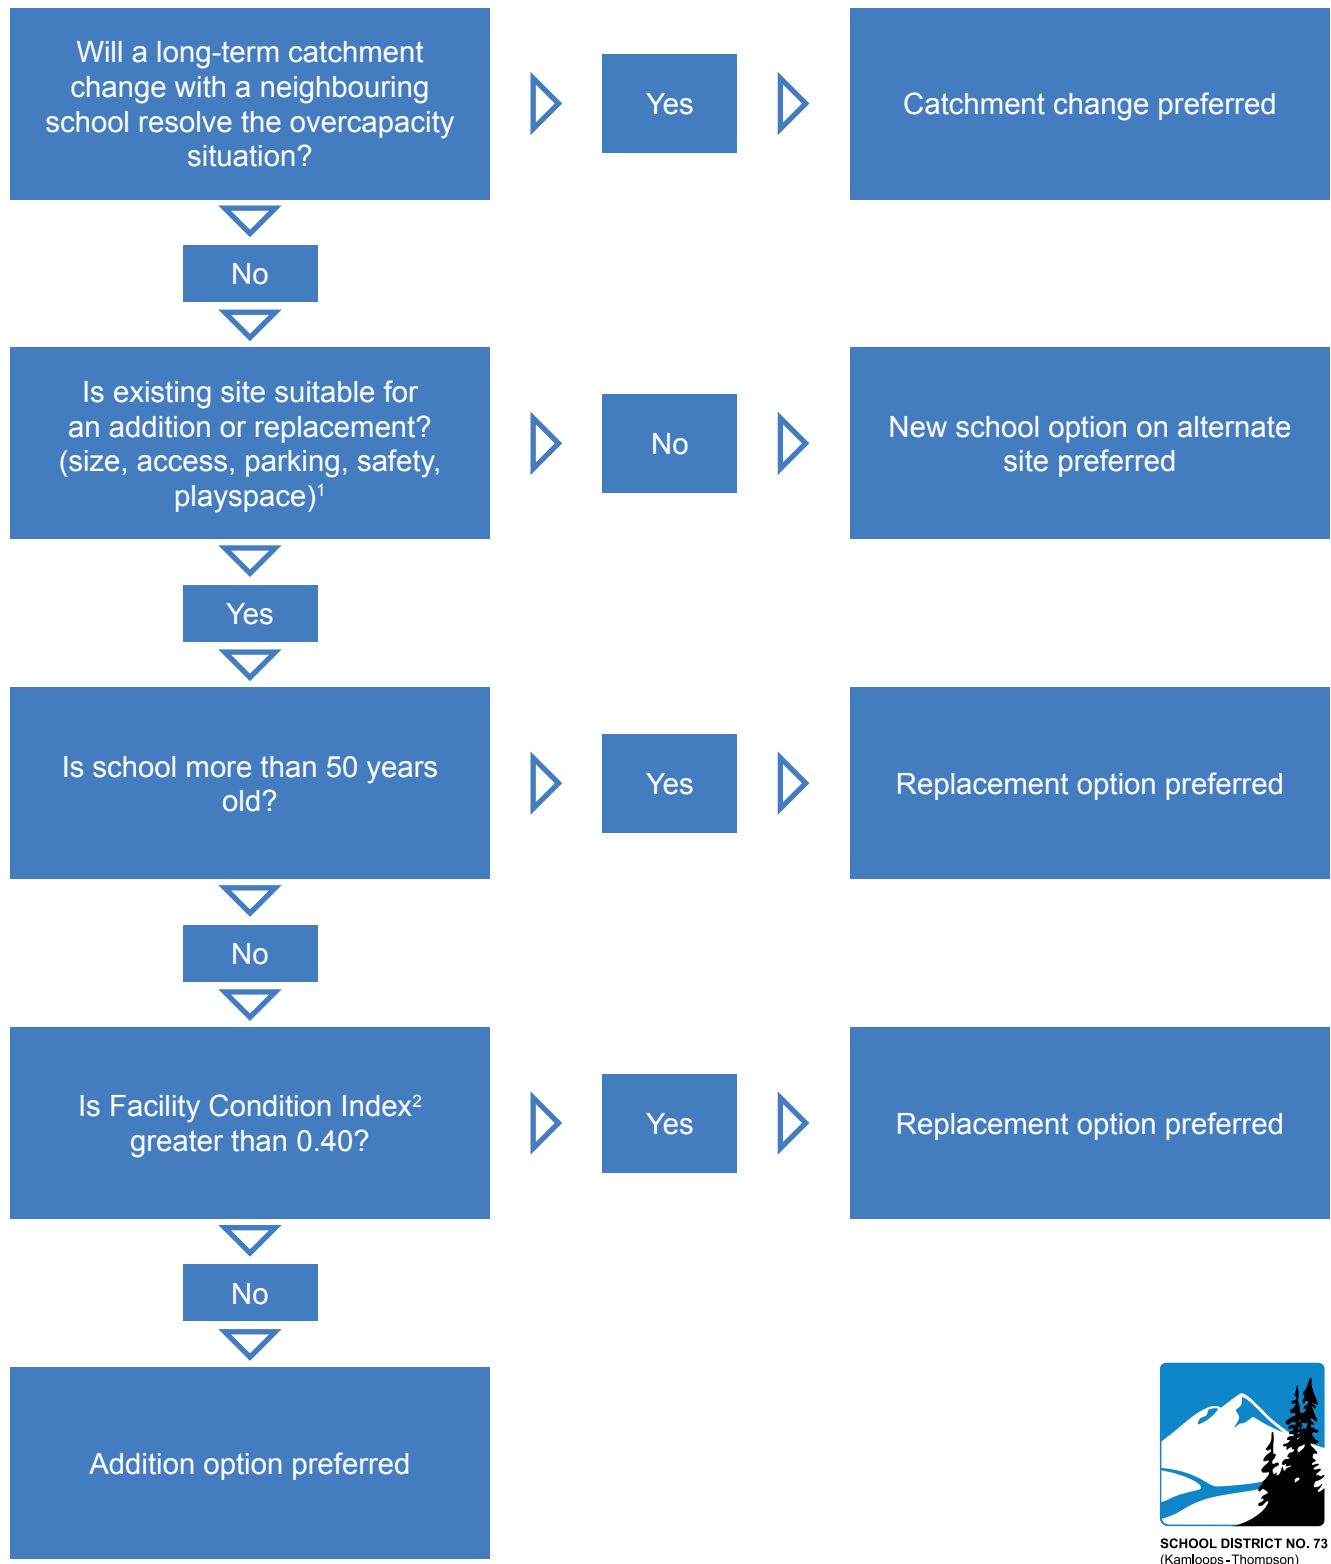 Will a long-term catchment
change with a neighbouring
school resolve the overcapacity
situation?
Yes
Catchment change preferred
No
Is existing site suitable for
an addition or replacement?
(size, access, parking, safety,
playspace)¹
No
New school option on alternate
site preferred
Yes
Is school more than 50 years
old?
Yes
Replacement option preferred
No
Is Facility Condition Index²
greater than 0.40?
Yes
Replacement option preferred
No
Addition option preferred
SCHOOL DISTRICT NO. 73
(Kamloops-Thompson)